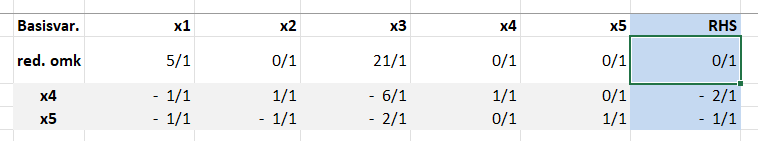 Basisvar. x1 x2 x3 x4 x5 RHS
red. omk 5/1 0/1 21/1 0/1 0/1 0/1
x4 - 1/1 1/1 - 6/1 1/1 0/1 - 2/1
x5 - 1/1 - 1/1 - 2/1 0/1 1/1 - 1/1